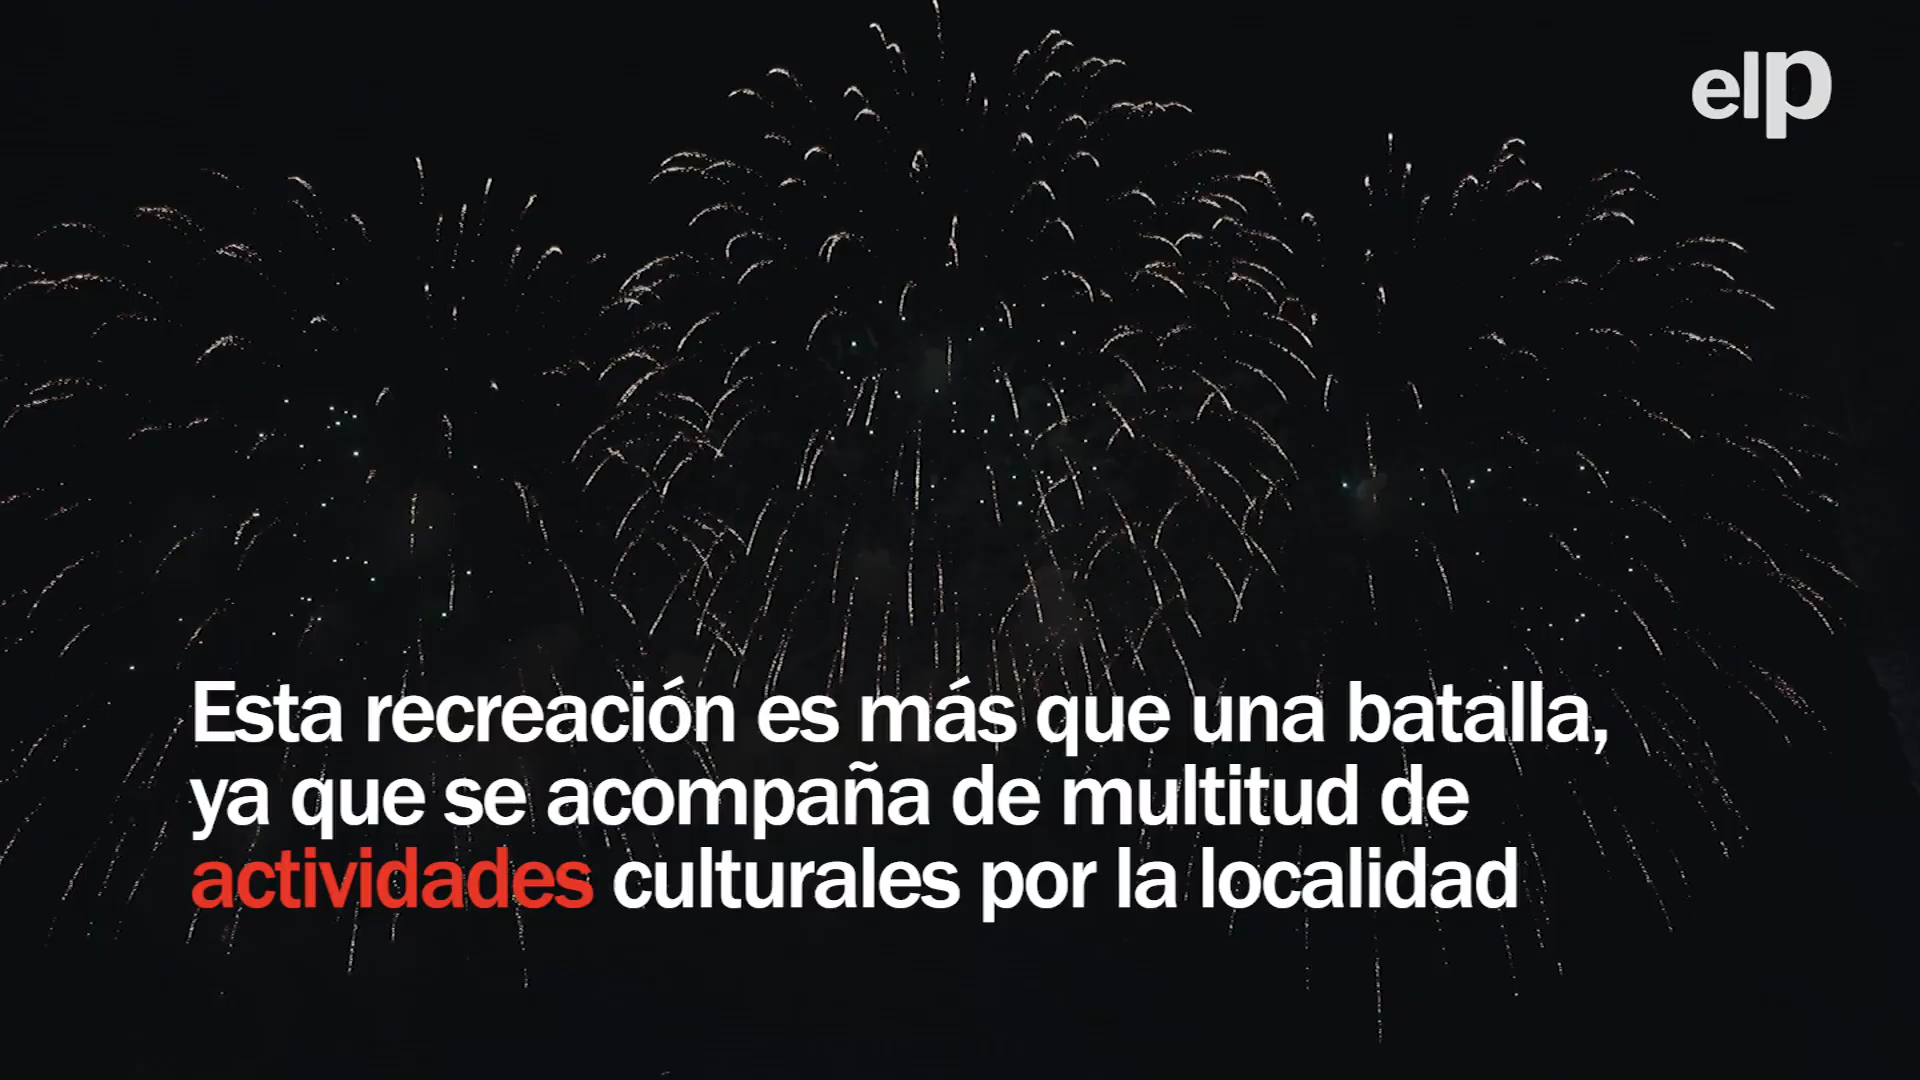 elp
Esta recreación es más que una batalla,
ya que se acompaña de multitud de
actividades culturales por la localidad